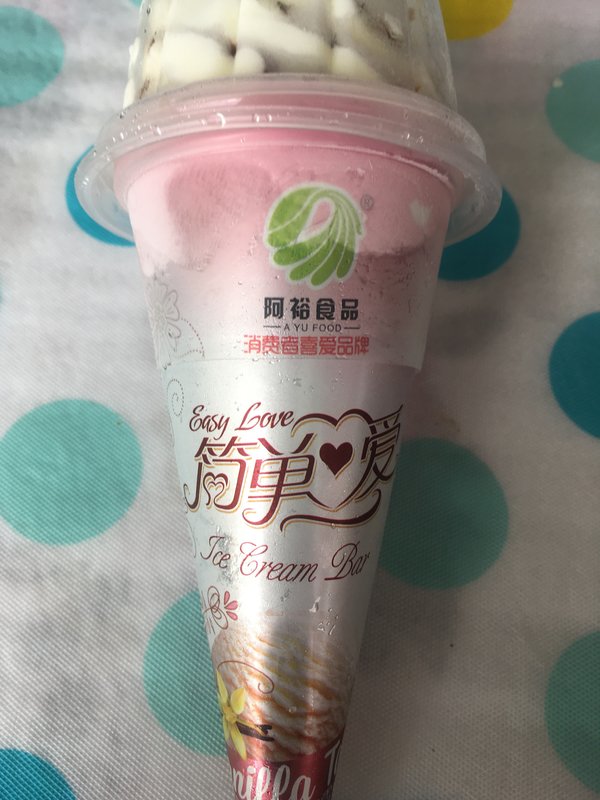 阿裕食品
A YU FOOD
消费者喜爱品牌
Easy Love
简单爱
Ice Cream Bar